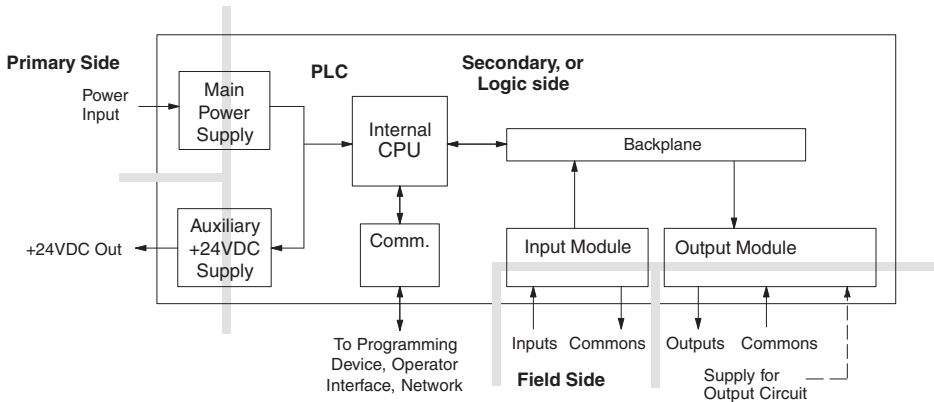 Primary Side
Power
Input
Main
Power
Supply
PLC
Secondary, or
Logic side
Internal
CPU
Backplane
+24VDC Out
Auxiliary
+24VDC
Supply
Comm.
Input Module
Output Module
To Programming
Device, Operator
Interface, Network
Inputs
Commons
Field Side
Outputs
Commons
Supply for
Output Circuit